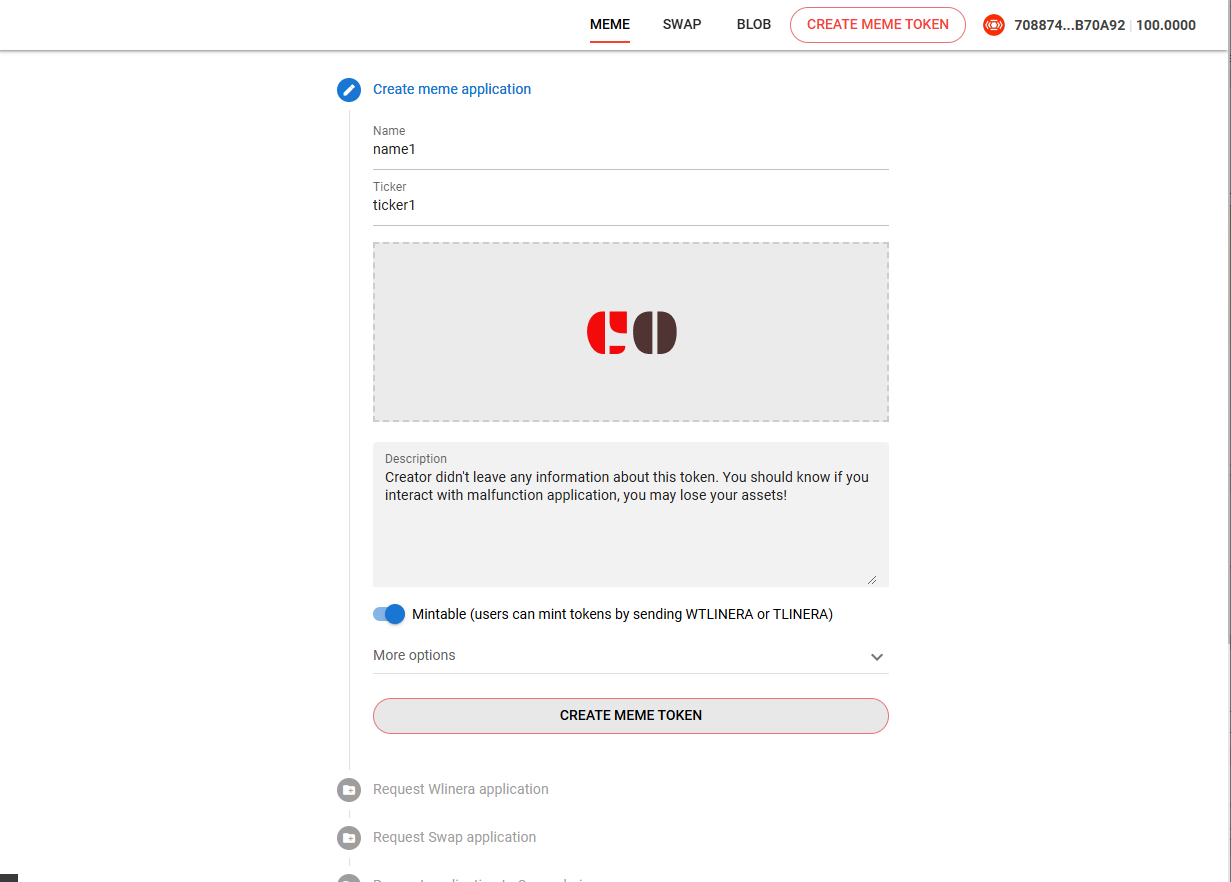 MEME SWAP BLOB CREATE MEME TOKEN 708874...B70A92 100.0000
Create meme application
Name
name1
Ticker
ticker1
co
Description
Creator didn't leave any information about this token. You should know if you
interact with malfunction application, you may lose your assets!
Mintable (users can mint tokens by sending WTLINERA or TLINERA)
More options
CREATE MEME TOKEN
Request Wlinera application
Request Swap application